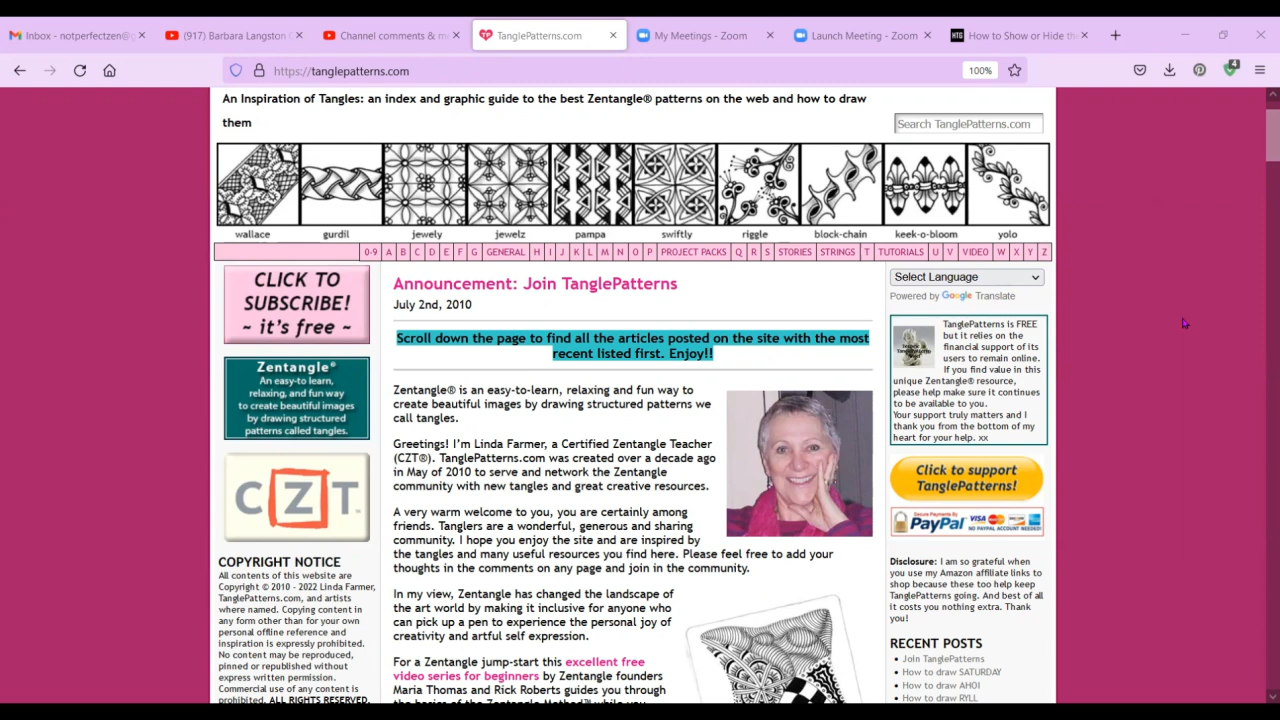 Inbox - notperfectzen@g
(917) Barbara Langston
Channel comments & m
TanglePatterns.com
My Meetings - Zoom
Launch Meeting - Zoom
HTG How to Show or Hide th
https://tanglepatterns.com
100%
4
An Inspiration of Tangles: an index and graphic guide to the best Zentangle® patterns on the web and how to draw
them
Search TanglePatterns.com
wallace gurdil jewely jewelz pampa swiftly riggle block-chain keek-o-bloom yolo
0-9 A B C D E F G GENERAL H I J K L M N O P PROJECT PACKS Q R S STORIES STRINGS T TUTORIALS U V VIDEO W X Y Z
CLICK TO
SUBSCRIBE!
~ it's free ~
Zentangle®
An easy-to learn,
relaxing, and fun way
to create beautiful images
by drawing structured
patterns called tangles.
CZT™
COPYRIGHT NOTICE
All contents of this website are
Copyright © 2010 - 2022 Linda Farmer,
TanglePatterns.com, and artists
where named. Copying content in
any form other than for your own
personal offline reference and
inspiration is expressly prohibited.
No content may be reproduced,
pinned or republished without
express written permission.
Commercial use of any content is
prohibited. ALL RIGHTS RESERVED.
Announcement: Join TanglePatterns
July 2nd, 2010
Scroll down the page to find all the articles posted on the site with the most
recent listed first. Enjoy!!
Zentangle® is an easy-to-learn, relaxing and fun way to
create beautiful images by drawing structured patterns we
call tangles.
Greetings! I'm Linda Farmer, a Certified Zentangle Teacher
(CZT®). TanglePatterns.com was created over a decade ago
in May of 2010 to serve and network the Zentangle
community with new tangles and great creative resources.
A very warm welcome to you, you are certainly among
friends. Tanglers are a wonderful, generous and sharing
community. I hope you enjoy the site and are inspired by
the tangles and many useful resources you find here. Please feel free to add your
thoughts in the comments on any page and join in the community.
In my view, Zentangle has changed the landscape of
the art world by making it inclusive for anyone who
can pick up a pen to experience the personal joy of
creativity and artful self expression.
For a Zentangle jump-start this excellent free
video series for beginners by Zentangle founders
Maria Thomas and Rick Roberts guides you through
the basics of the Zentangle Method™ while you
Select Language
Powered by Google Translate
TanglePatterns is FREE
but it relies on the
financial support of its
users to remain online.
If you find value in this
unique Zentangle® resource,
please help make sure it continues
to be available to you.
Your support truly matters and I
thank you from the bottom of my
heart for your help. xx
Click to support
TanglePatterns!
Secure Payments By
PayPal VISA
NO PAYPAL ACCOUNT NEEDED!
Disclosure: I am so grateful when
you use my Amazon affiliate links to
shop because these too help keep
TanglePatterns going. And best of all
it costs you nothing extra. Thank
you!
RECENT POSTS
• Join TanglePatterns
• How to draw SATURDAY
• How to draw AHOI
• How to draw RYLL